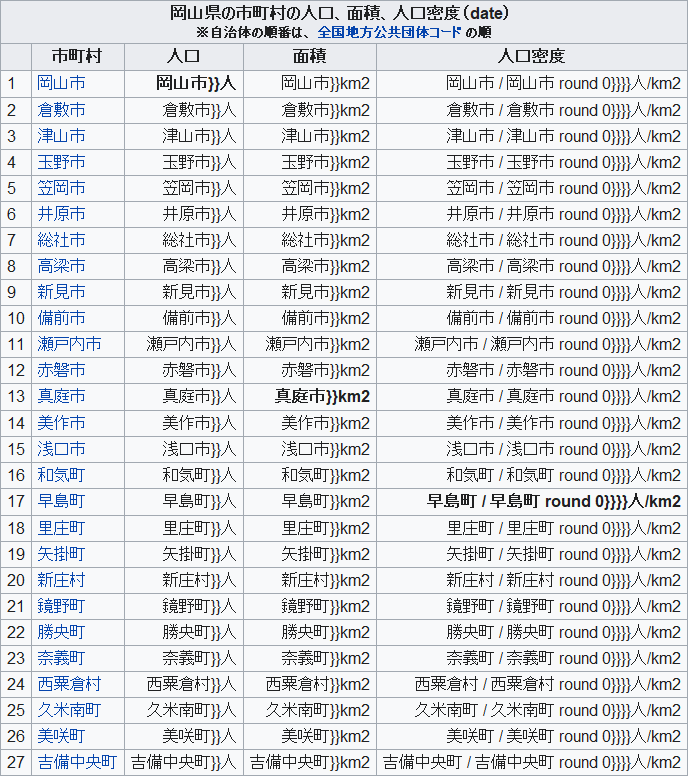 岡山県の市町村の人口、面積、人口密度（date）
※自治体の順番は、全国地方公共団体コード の順
市町村 人口 面積 人口密度
1 岡山市 岡山市}}人 岡山市}}km2 岡山市 / 岡山市 round 0}}}}人/km2
2 倉敷市 倉敷市}}人 倉敷市}}km2 倉敷市 / 倉敷市 round 0}}}}人/km2
3 津山市 津山市}}人 津山市}}km2 津山市 / 津山市 round 0}}}}人/km2
4 玉野市 玉野市}}人 玉野市}}km2 玉野市 / 玉野市 round 0}}}}人/km2
5 笠岡市 笠岡市}}人 笠岡市}}km2 笠岡市 / 笠岡市 round 0}}}}人/km2
6 井原市 井原市}}人 井原市}}km2 井原市 / 井原市 round 0}}}}人/km2
7 総社市 総社市}}人 総社市}}km2 総社市 / 総社市 round 0}}}}人/km2
8 高梁市 高梁市}}人 高梁市}}km2 高梁市 / 高梁市 round 0}}}}人/km2
9 新見市 新見市}}人 新見市}}km2 新見市 / 新見市 round 0}}}}人/km2
10 備前市 備前市}}人 備前市}}km2 備前市 / 備前市 round 0}}}}人/km2
11 瀬戸内市 瀬戸内市}}人 瀬戸内市}}km2 瀬戸内市 / 瀬戸内市 round 0}}}}人/km2
12 赤磐市 赤磐市}}人 赤磐市}}km2 赤磐市 / 赤磐市 round 0}}}}人/km2
13 真庭市 真庭市}}人 真庭市}}km2 真庭市 / 真庭市 round 0}}}}人/km2
14 美作市 美作市}}人 美作市}}km2 美作市 / 美作市 round 0}}}}人/km2
15 浅口市 浅口市}}人 浅口市}}km2 浅口市 / 浅口市 round 0}}}}人/km2
16 和気町 和気町}}人 和気町}}km2 和気町 / 和気町 round 0}}}}人/km2
17 早島町 早島町}}人 早島町}}km2 早島町 / 早島町 round 0}}}}人/km2
18 里庄町 里庄町}}人 里庄町}}km2 里庄町 / 里庄町 round 0}}}}人/km2
19 矢掛町 矢掛町}}人 矢掛町}}km2 矢掛町 / 矢掛町 round 0}}}}人/km2
20 新庄村 新庄村}}人 新庄村}}km2 新庄村 / 新庄村 round 0}}}}人/km2
21 鏡野町 鏡野町}}人 鏡野町}}km2 鏡野町 / 鏡野町 round 0}}}}人/km2
22 勝央町 勝央町}}人 勝央町}}km2 勝央町 / 勝央町 round 0}}}}人/km2
23 奈義町 奈義町}}人 奈義町}}km2 奈義町 / 奈義町 round 0}}}}人/km2
24 西粟倉村 西粟倉村}}人 西粟倉村}}km2 西粟倉村 / 西粟倉村 round 0}}}}人/km2
25 久米南町 久米南町}}人 久米南町}}km2 久米南町 / 久米南町 round 0}}}}人/km2
26 美咲町 美咲町}}人 美咲町}}km2 美咲町 / 美咲町 round 0}}}}人/km2
27 吉備中央町 吉備中央町}}人 吉備中央町}}km2 吉備中央町 / 吉備中央町 round 0}}}}人/km2